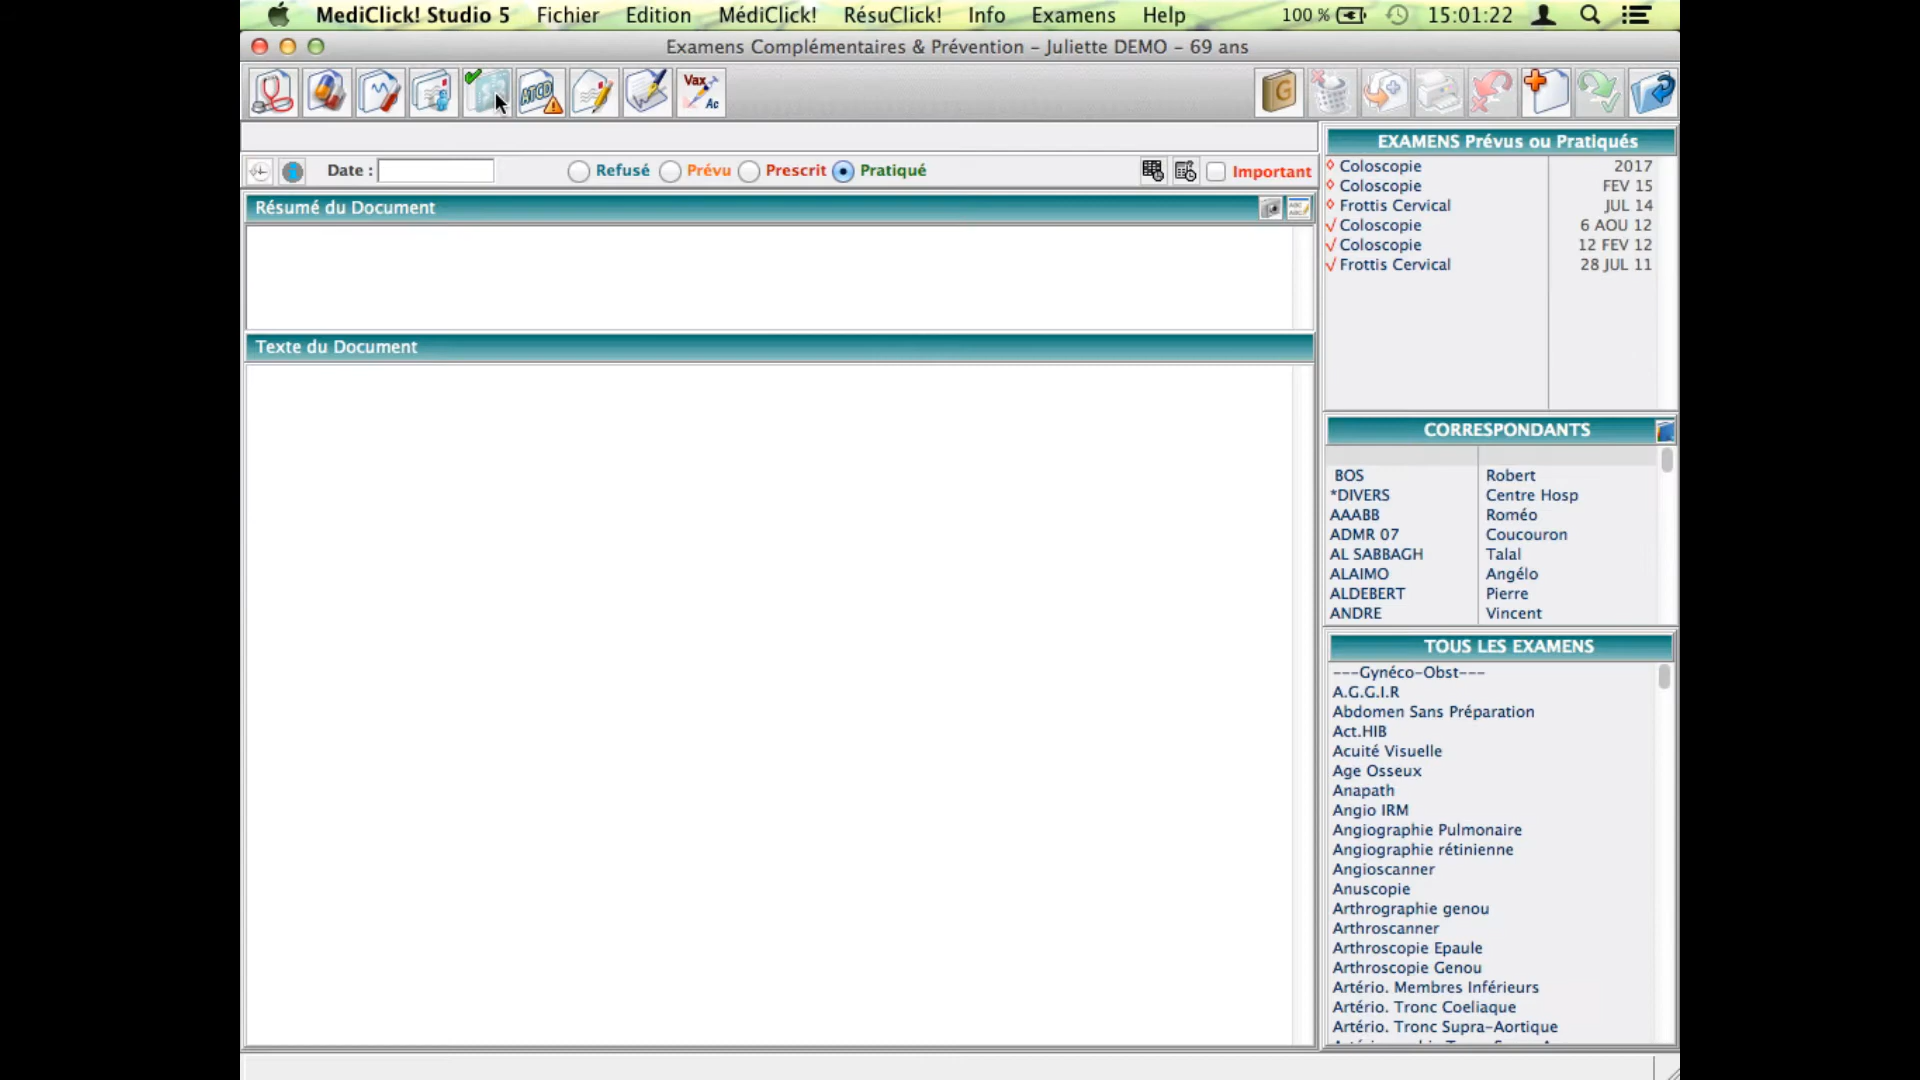 MediClick! Studio 5 Fichier Edition MédiClick! RésuClick! Info Examens Help 100 % 15:01:22
Examens Complémentaires & Prévention – Juliette DEMO – 69 ans
ATCD Vax Ac G
Date : Refusé Prévu Prescrit Pratiqué Important
Résumé du Document
Texte du Document
EXAMENS Prévus ou Pratiqués
Coloscopie 2017
Coloscopie FEV 15
Frottis Cervical JUL 14
√ Coloscopie 6 AOU 12
√ Coloscopie 12 FEV 12
√ Frottis Cervical 28 JUL 11
CORRESPONDANTS
BOS Robert
*DIVERS Centre Hosp
AAABB Roméo
ADMR 07 Coucouron
AL SABBAGH Talal
ALAIMO Angélo
ALDEBERT Pierre
ANDRE Vincent
TOUS LES EXAMENS
---Gynéco-Obst---
A.G.G.I.R
Abdomen Sans Préparation
Act.HIB
Acuité Visuelle
Age Osseux
Anapath
Angio IRM
Angiographie Pulmonaire
Angiographie rétinienne
Angioscanner
Anuscopie
Arthrographie genou
Arthroscanner
Arthroscopie Epaule
Arthroscopie Genou
Artério. Membres Inférieurs
Artério. Tronc Coeliaque
Artério. Tronc Supra-Aortique